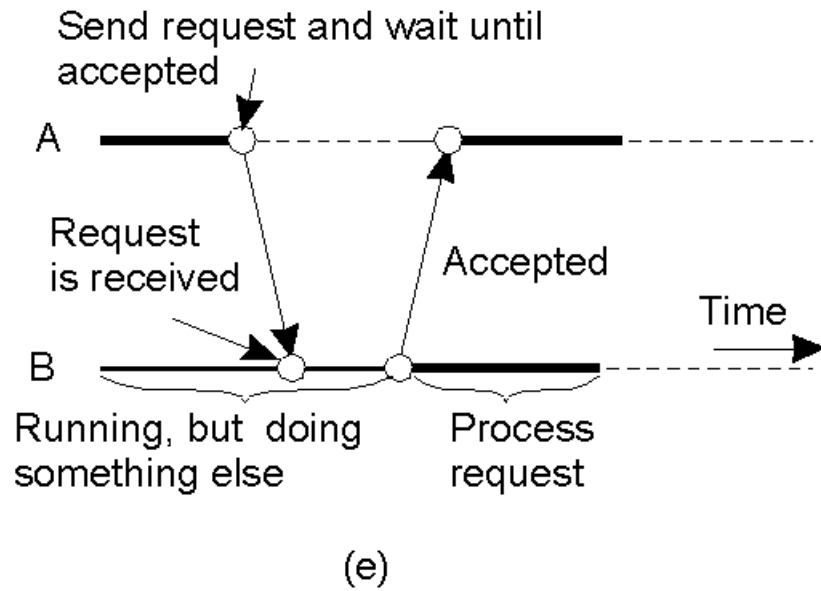 Send request and wait until
accepted
A
Request
is received
Accepted
Time
B
Running, but doing
something else
Process
request
(e)